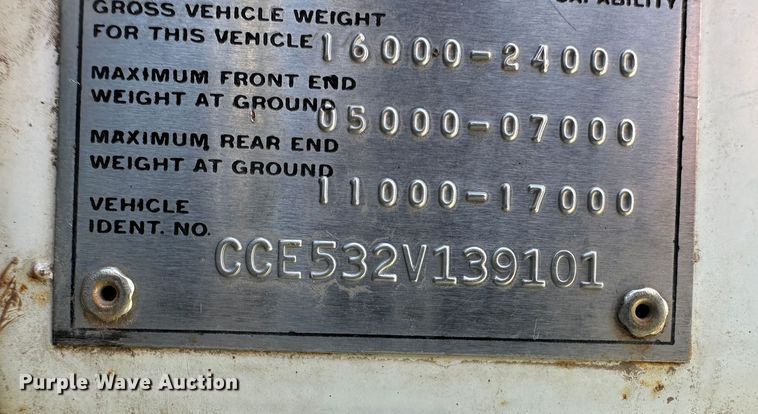 GROSS VEHICLE WEIGHT
FOR THIS VEHICLE 16000-24000
MAXIMUM FRONT END
WEIGHT AT GROUND 05000-07000
MAXIMUM REAR END
WEIGHT AT GROUND 11000-17000
VEHICLE
IDENT. NO. CCE532V139101
Purple Wave Auction